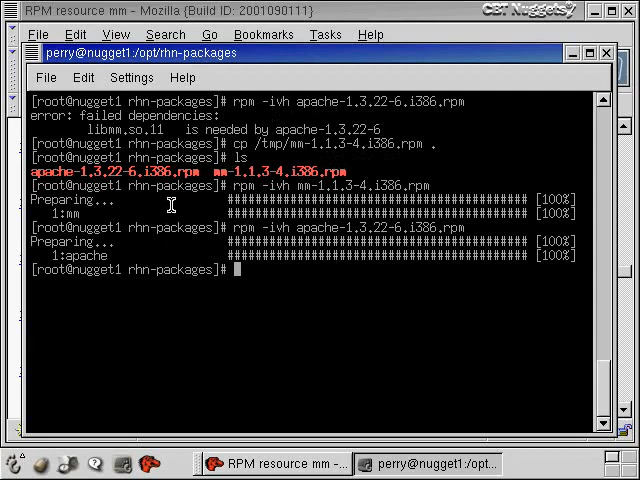 RPM resource mm - Mozilla {Build ID: 2001090111}
CBT Nuggets
File Edit View Search Go Bookmarks Tasks Help
perry@nugget1:/opt/rhn-packages
File Edit Settings Help
[root@nugget1 rhn-packages]# rpm -ivh apache-1.3.22-6.i386.rpm
error: failed dependencies:
libmm.so.11 is needed by apache-1.3.22-6
[root@nugget1 rhn-packages]# cp /tmp/mm-1.1.3-4.i386.rpm .
[root@nugget1 rhn-packages]# ls
apache-1.3.22-6.i386.rpm mm-1.1.3-4.i386.rpm
[root@nugget1 rhn-packages]# rpm -ivh mm-1.1.3-4.i386.rpm
Preparing... ########################################### [100%]
1:mm ########################################### [100%]
[root@nugget1 rhn-packages]# rpm -ivh apache-1.3.22-6.i386.rpm
Preparing... ########################################### [100%]
1:apache ########################################### [100%]
[root@nugget1 rhn-packages]#
RPM resource mm -... perry@nugget1:/opt...